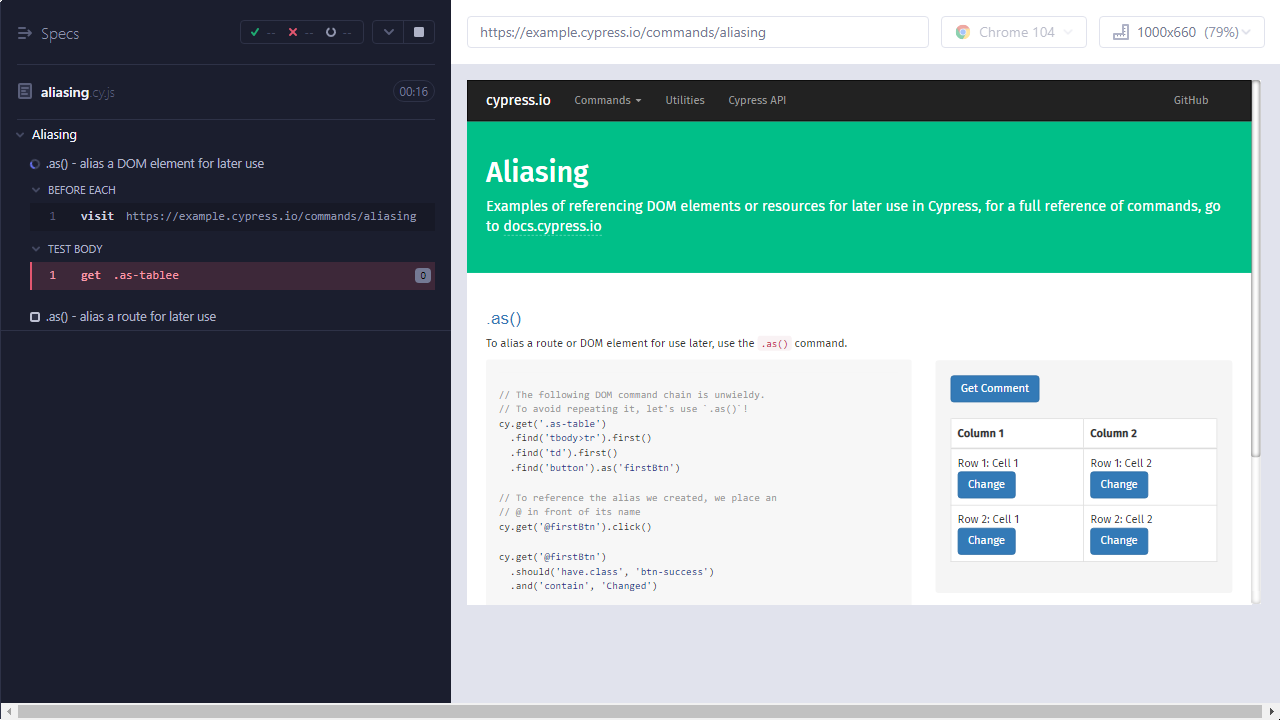 Specs
--
--
--
https://example.cypress.io/commands/aliasing
Chrome 104
1000x660 (79%)
aliasing.cy.js
00:16
Aliasing
.as() - alias a DOM element for later use
BEFORE EACH
1 visit https://example.cypress.io/commands/aliasing
TEST BODY
1 get .as-tablee 0
.as() - alias a route for later use
cypress.io
Commands
Utilities
Cypress API
GitHub
Aliasing
Examples of referencing DOM elements or resources for later use in Cypress, for a full reference of commands, go
to docs.cypress.io
.as()
To alias a route or DOM element for use later, use the .as() command.
// The following DOM command chain is unwieldy.
// To avoid repeating it, let's use `.as()`!
cy.get('.as-table')
.find('tbody>tr').first()
.find('td').first()
.find('button').as('firstBtn')
// To reference the alias we created, we place an
// @ in front of its name
cy.get('@firstBtn').click()
cy.get('@firstBtn')
.should('have.class', 'btn-success')
.and('contain', 'Changed')
Get Comment
Column 1
Column 2
Row 1: Cell 1
Row 1: Cell 2
Change
Change
Row 2: Cell 1
Row 2: Cell 2
Change
Change